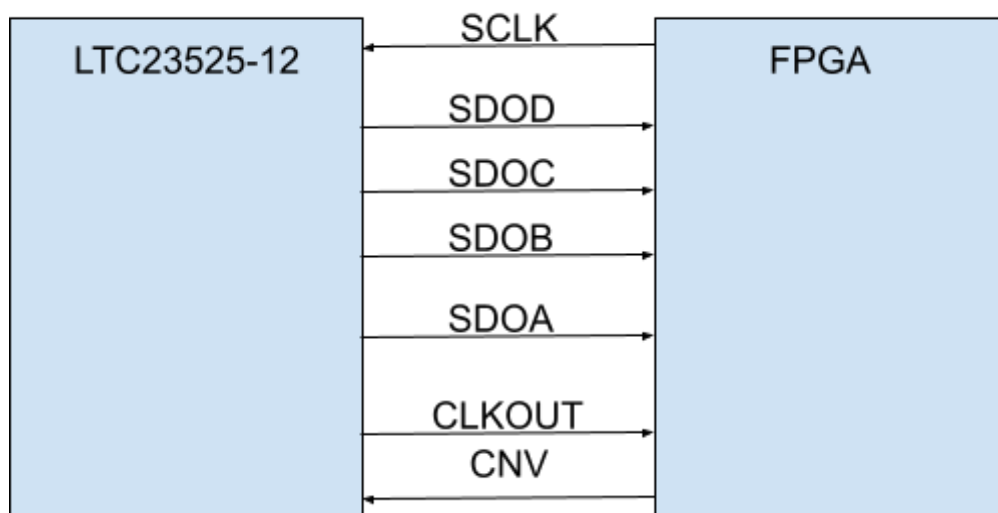 SCLK
LTC23525-12
FPGA
SDOD
SDOC
SDOB
SDOA
CLKOUT
CNV